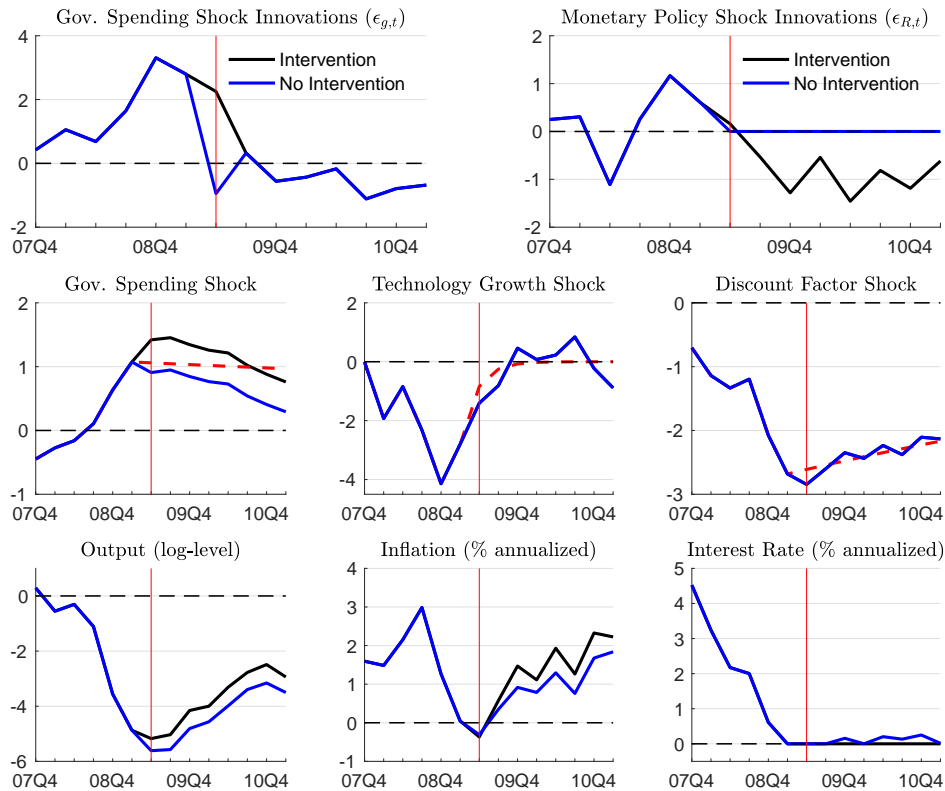 Gov. Spending Shock Innovations (ϵg,t)
Monetary Policy Shock Innovations (ϵR,t)
4
2
0
-2
Intervention
No Intervention
07Q4
08Q4
09Q4
10Q4
2
1
0
-1
-2
Intervention
No Intervention
07Q4
08Q4
09Q4
10Q4
Gov. Spending Shock
Technology Growth Shock
Discount Factor Shock
2
1
0
-1
07Q4
08Q4
09Q4
10Q4
2
0
-2
-4
07Q4
08Q4
09Q4
10Q4
0
-1
-2
-3
07Q4
08Q4
09Q4
10Q4
Output (log-level)
Inflation (% annualized)
Interest Rate (% annualized)
0
-2
-4
-6
07Q4
08Q4
09Q4
10Q4
4
3
2
1
0
-1
07Q4
08Q4
09Q4
10Q4
5
4
3
2
1
0
07Q4
08Q4
09Q4
10Q4